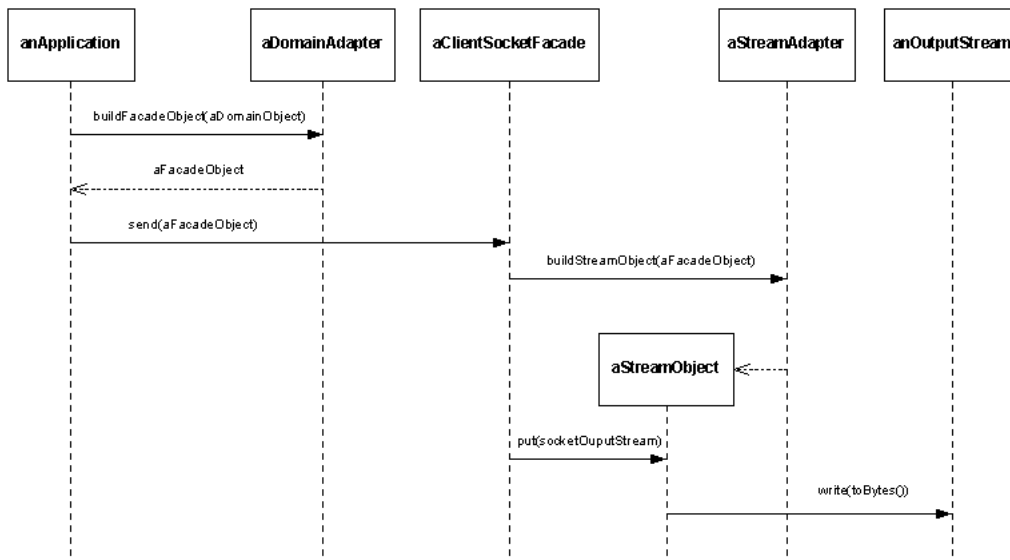 anApplication
aDomainAdapter
aClientSocketFacade
aStreamAdapter
anOutputStream
buildFacadeObject(aDomainObject)
aFacadeObject
send(aFacadeObject)
buildStreamObject(aFacadeObject)
aStreamObject
put(socketOuputStream)
write(toBytes())